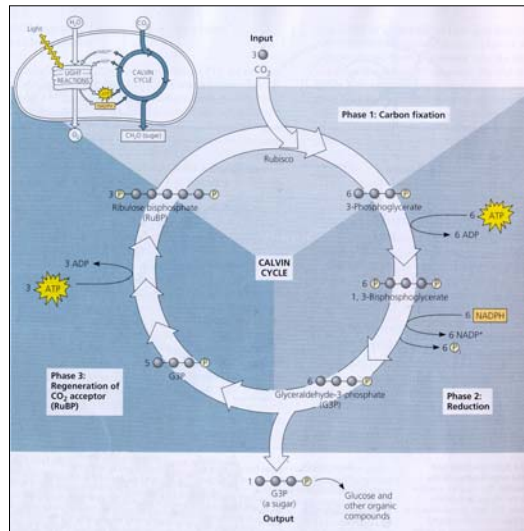 H₂O
CO₂
Light
NADP⁺
ADP
LIGHT
REACTIONS
CALVIN
CYCLE
ATP
NADPH
O₂
CH₂O (sugar)
Input
3
CO₂
Phase 1: Carbon fixation
Rubisco
3 P P
Ribulose bisphosphate
(RuBP)
6 P
3-Phosphoglycerate
6 ATP
6 ADP
CALVIN
CYCLE
3 ADP
3 ATP
6 P P
1, 3-Bisphosphoglycerate
6 NADPH
6 NADP⁺
6 Pᵢ
5 P
G3P
6 P
Glyceraldehyde-3-phosphate
(G3P)
Phase 3:
Regeneration of
CO₂ acceptor
(RuBP)
Phase 2:
Reduction
1 P
G3P
(a sugar)
Output
Glucose and
other organic
compounds